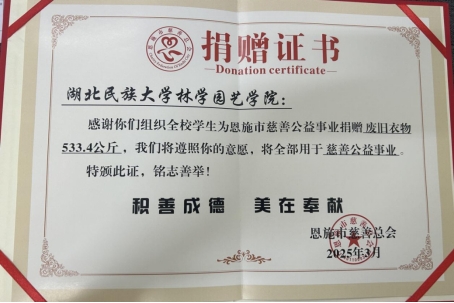 捐赠证书
Donation certificate
湖北民族大学林学园艺学院：
感谢你们组织全校学生为恩施市慈善公益事业捐赠 废旧衣物
533.4公斤，我们将遵照你的意愿，将全部用于 慈善公益事业。
特颁此证，铭志善举！
积善成德 美在奉献
恩施市慈善总会
2025年3月